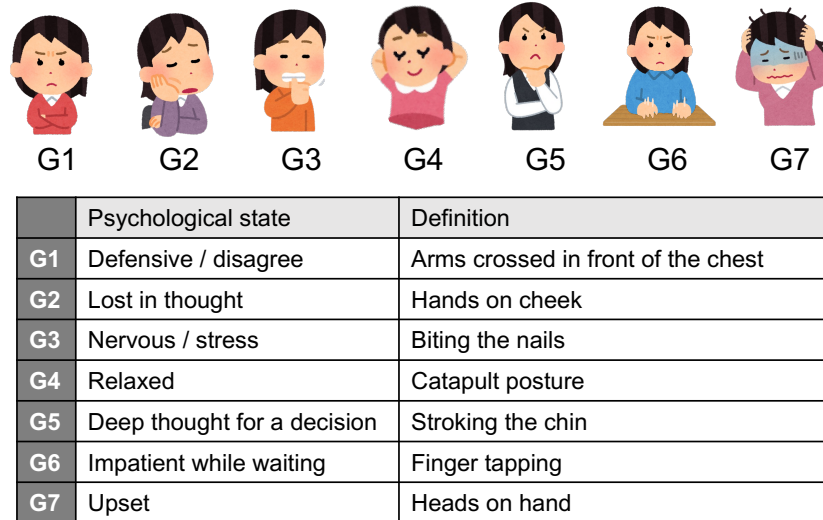 G1 G2 G3 G4 G5 G6 G7
Psychological state Definition
G1 Defensive / disagree Arms crossed in front of the chest
G2 Lost in thought Hands on cheek
G3 Nervous / stress Biting the nails
G4 Relaxed Catapult posture
G5 Deep thought for a decision Stroking the chin
G6 Impatient while waiting Finger tapping
G7 Upset Heads on hand